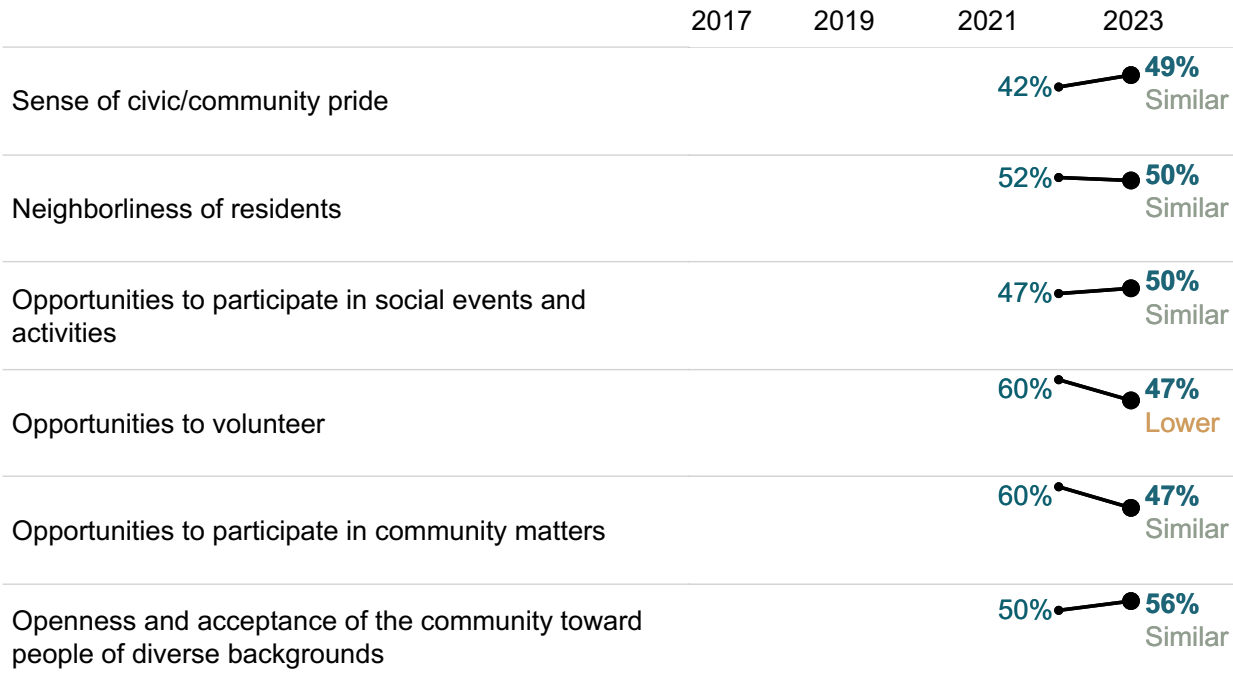 2017 2019 2021 2023
Sense of civic/community pride 42% 49%
Similar
Neighborliness of residents 52% 50%
Similar
Opportunities to participate in social events and
activities 47% 50%
Similar
Opportunities to volunteer 60% 47%
Lower
Opportunities to participate in community matters 60% 47%
Similar
Openness and acceptance of the community toward
people of diverse backgrounds 50% 56%
Similar